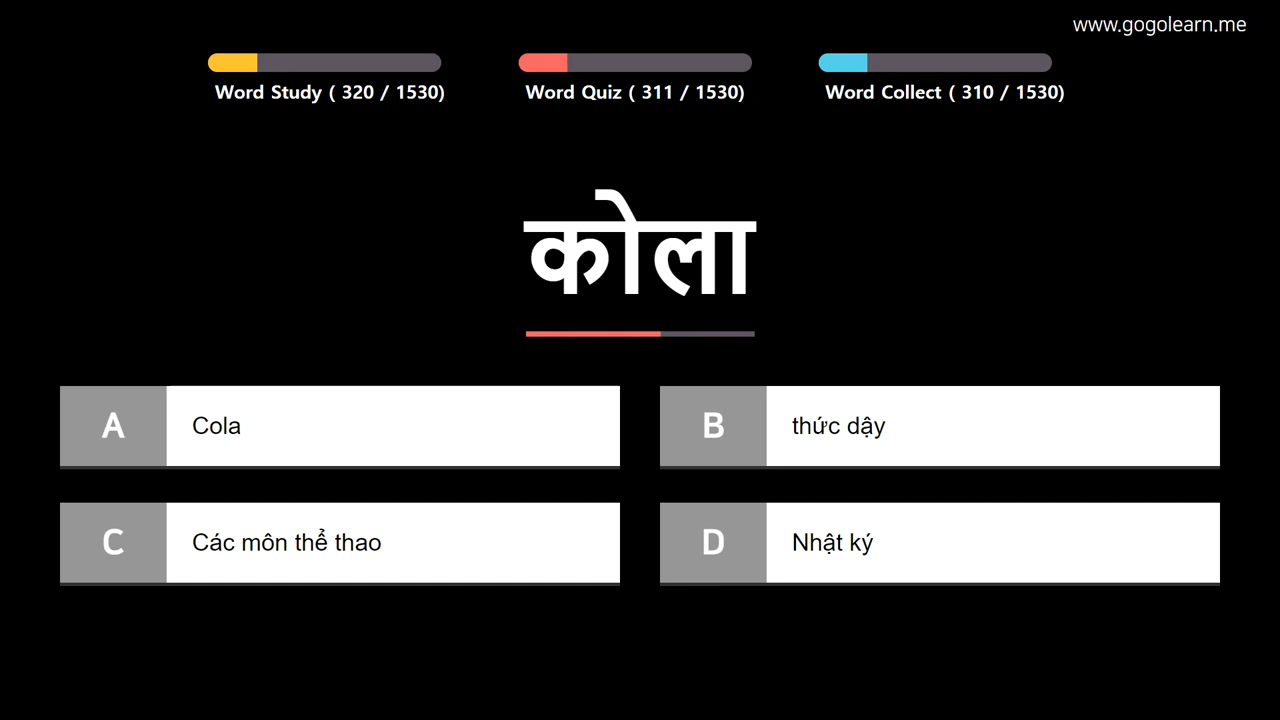 www.gogolearn.me
Word Study ( 320 / 1530)
Word Quiz ( 311 / 1530)
Word Collect ( 310 / 1530)
कोला
A
Cola
B
thức dậy
C
Các môn thể thao
D
Nhật ký